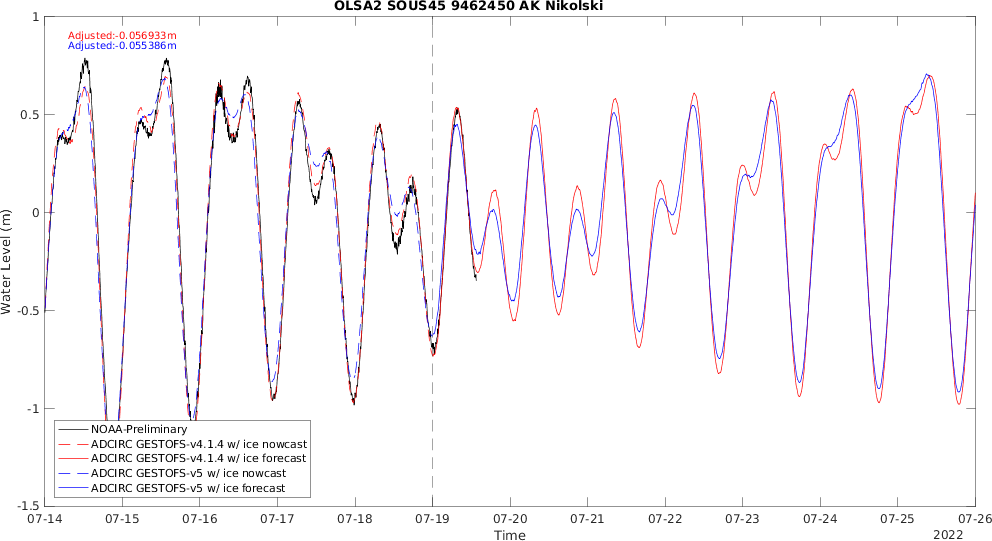 OLSA2 SOUS45 9462450 AK Nikolski
Adjusted:-0.056933m
Adjusted:-0.055386m
1
0.5
0
-0.5
-1
-1.5
Water Level (m)
NOAA-Preliminary
ADCIRC GESTOFS-v4.1.4 w/ ice nowcast
ADCIRC GESTOFS-v4.1.4 w/ ice forecast
ADCIRC GESTOFS-v5 w/ ice nowcast
ADCIRC GESTOFS-v5 w/ ice forecast
07-14 07-15 07-16 07-17 07-18 07-19 07-20 07-21 07-22 07-23 07-24 07-25 07-26
Time
2022